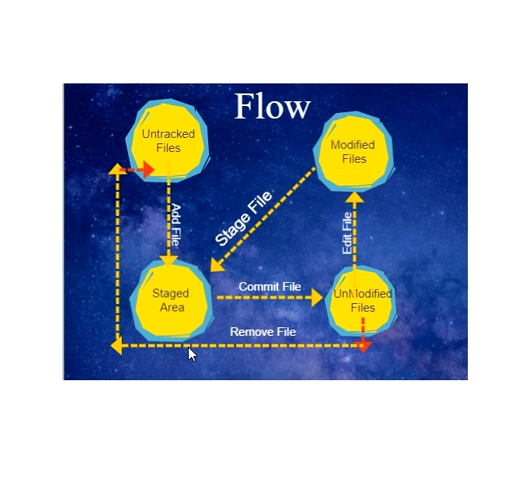 Flow
Untracked
Files
Modified
Files
Add File
Stage File
Edit File
Staged
Area
Commit File
UnModified
Files
Remove File